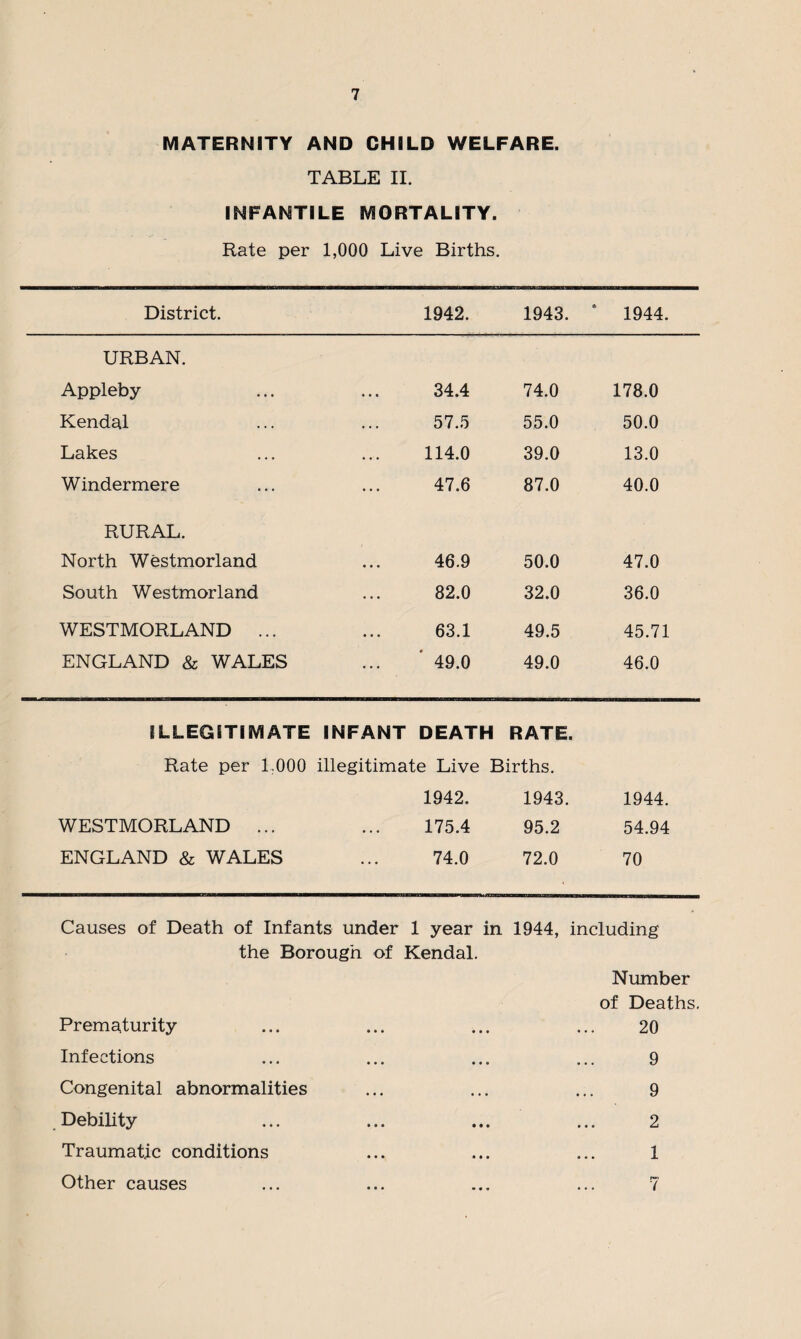 7
MATERNITY AND CHILD WELFARE.
TABLE II.
INFANTILE MORTALITY.
Rate per 1,000 Live Births.
District. 1942. 1943. 1944.
URBAN.
Appleby ... ... 34.4 74.0 178.0
Kendal ... ... 57.5 55.0 50.0
Lakes ... ... 114.0 39.0 13.0
Windermere ... ... 47.6 87.0 40.0
RURAL.
North Westmorland ... 46.9 50.0 47.0
South Westmorland ... 82.0 32.0 36.0
WESTMORLAND ... ... 63.1 49.5 45.71
ENGLAND & WALES ... 49.0 49.0 46.0
ILLEGITIMATE INFANT DEATH RATE.
Rate per 1,000 illegitimate Live Births.
1942. 1943. 1944.
WESTMORLAND ... ... 175.4 95.2 54.94
ENGLAND & WALES ... 74.0 72.0 70
Causes of Death of Infants under 1 year in 1944, including
the Borough of Kendal.
Number
of Deaths.
Prematurity ... ... ... ... 20
Infections ... ... ... ... 9
Congenital abnormalities ... ... ... 9
Debility ... ... ... ... 2
Traumatic conditions ... ... ... 1
Other causes ... ... ... ... 7